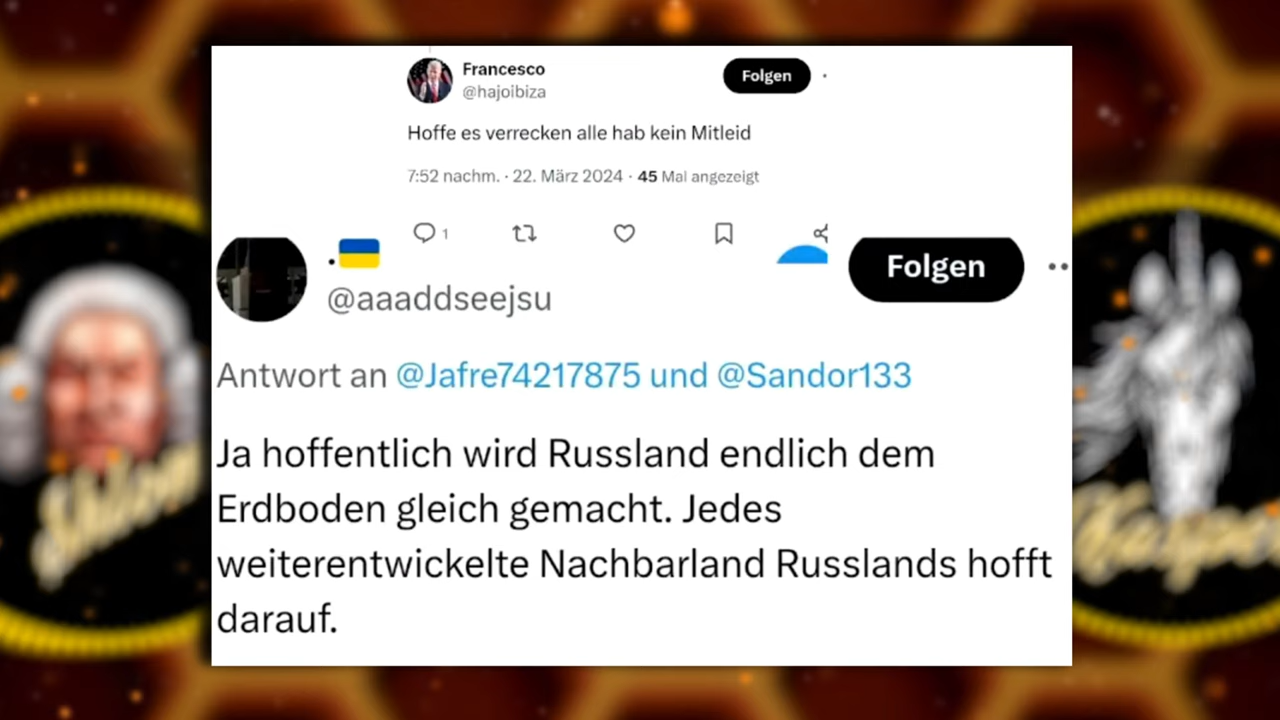 Francesco
@hajoibiza
Folgen
Hoffe es verrecken alle hab kein Mitleid
7:52 nachm. · 22. März 2024 · 45 Mal angezeigt
1
.
@aaaddseejsu
Folgen
Antwort an @Jafre74217875 und @Sandor133
Ja hoffentlich wird Russland endlich dem
Erdboden gleich gemacht. Jedes
weiterentwickelte Nachbarland Russlands hofft
darauf.